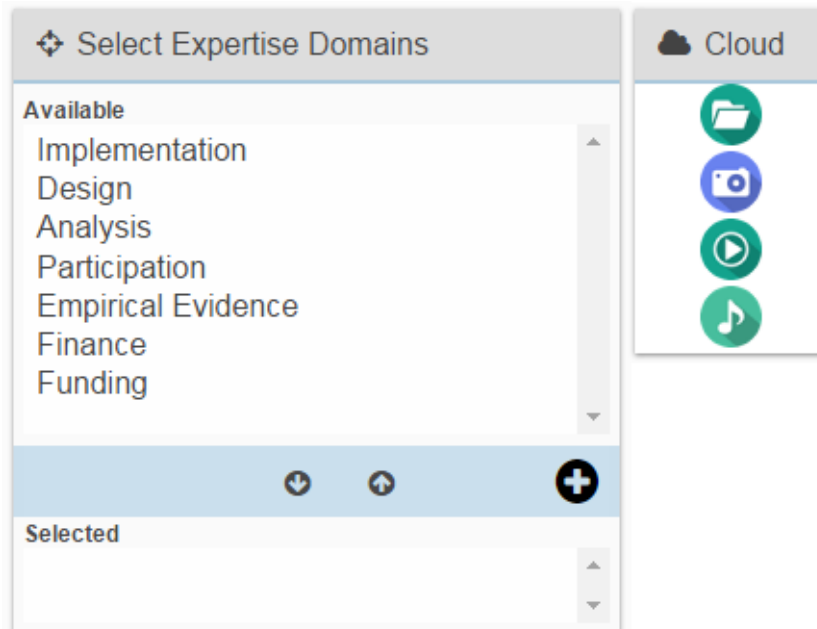 Select Expertise Domains
Available
Implementation
Design
Analysis
Participation
Empirical Evidence
Finance
Funding
Selected
Cloud